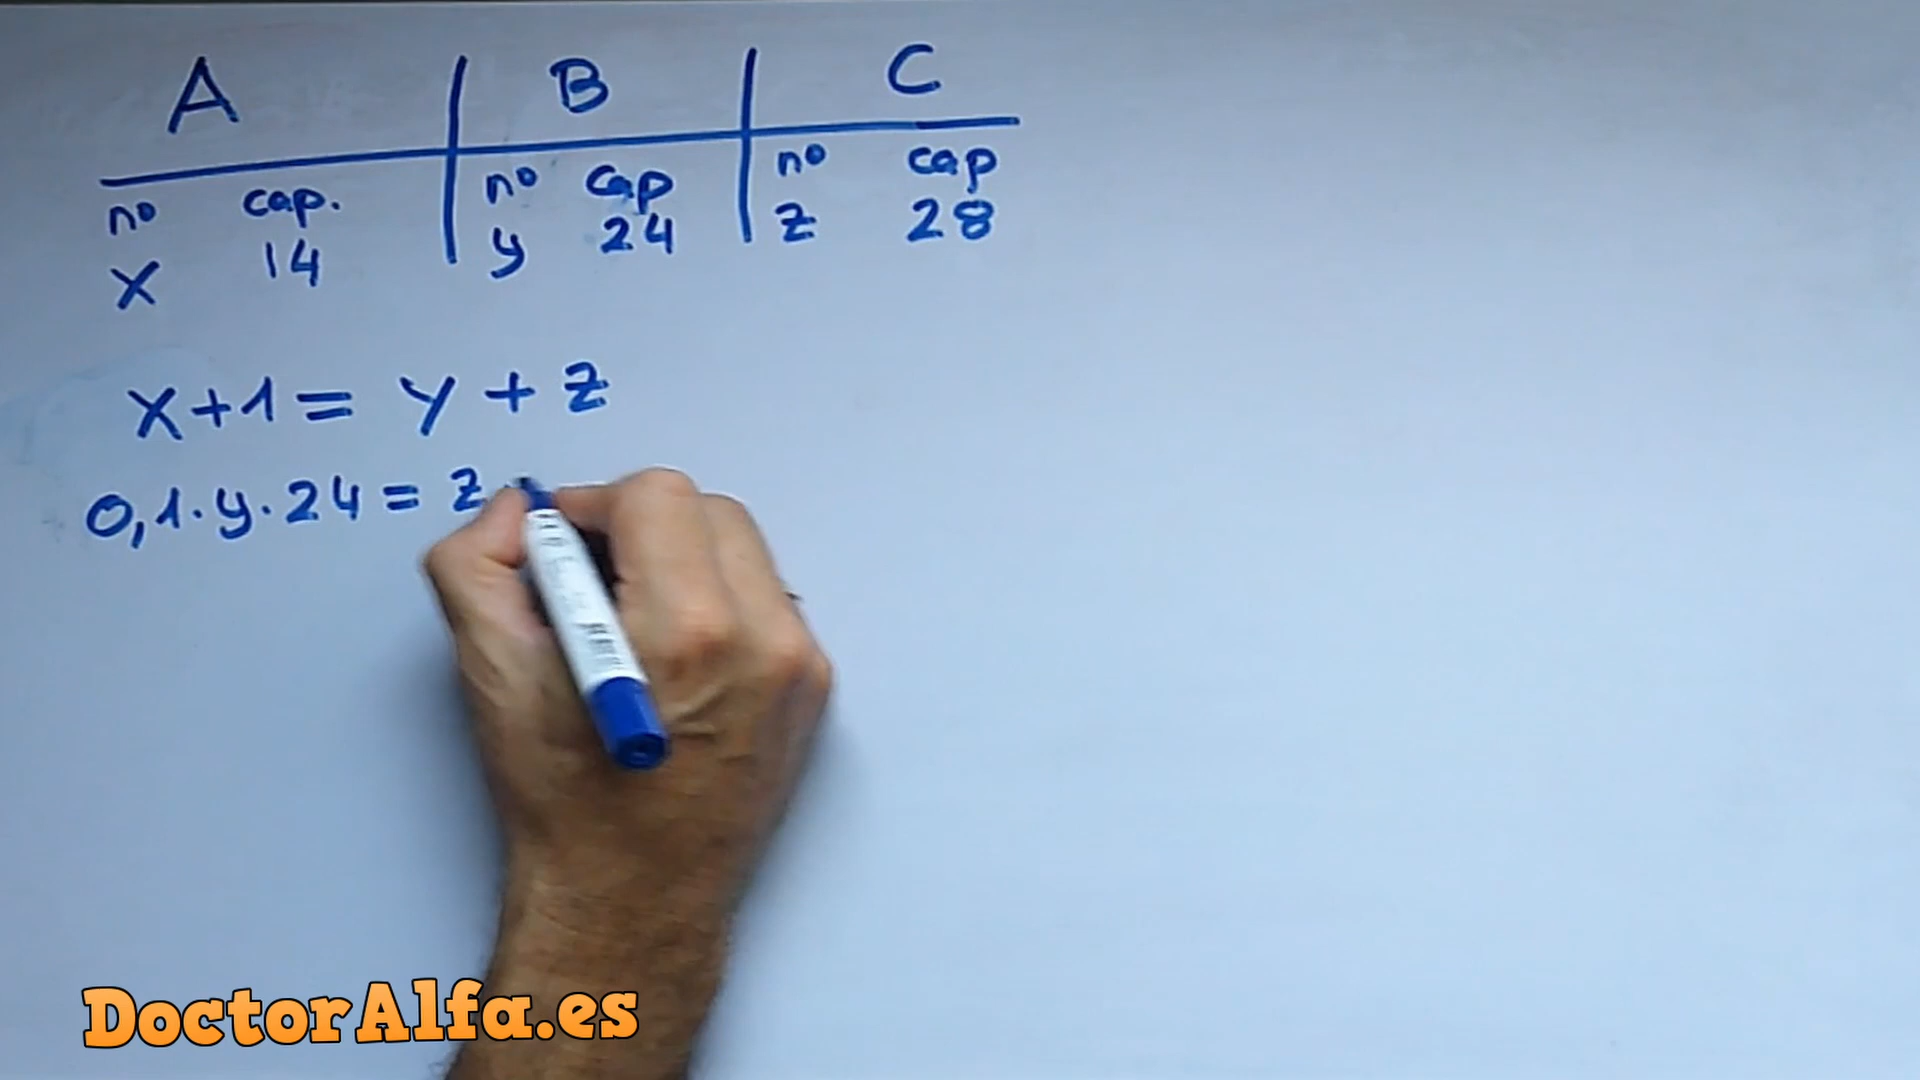 A B C
nº cap. nº cap nº cap
x 14 y 24 z 28
x+1 = y + z
0,1·y·24 = z
DoctorAlfa.es